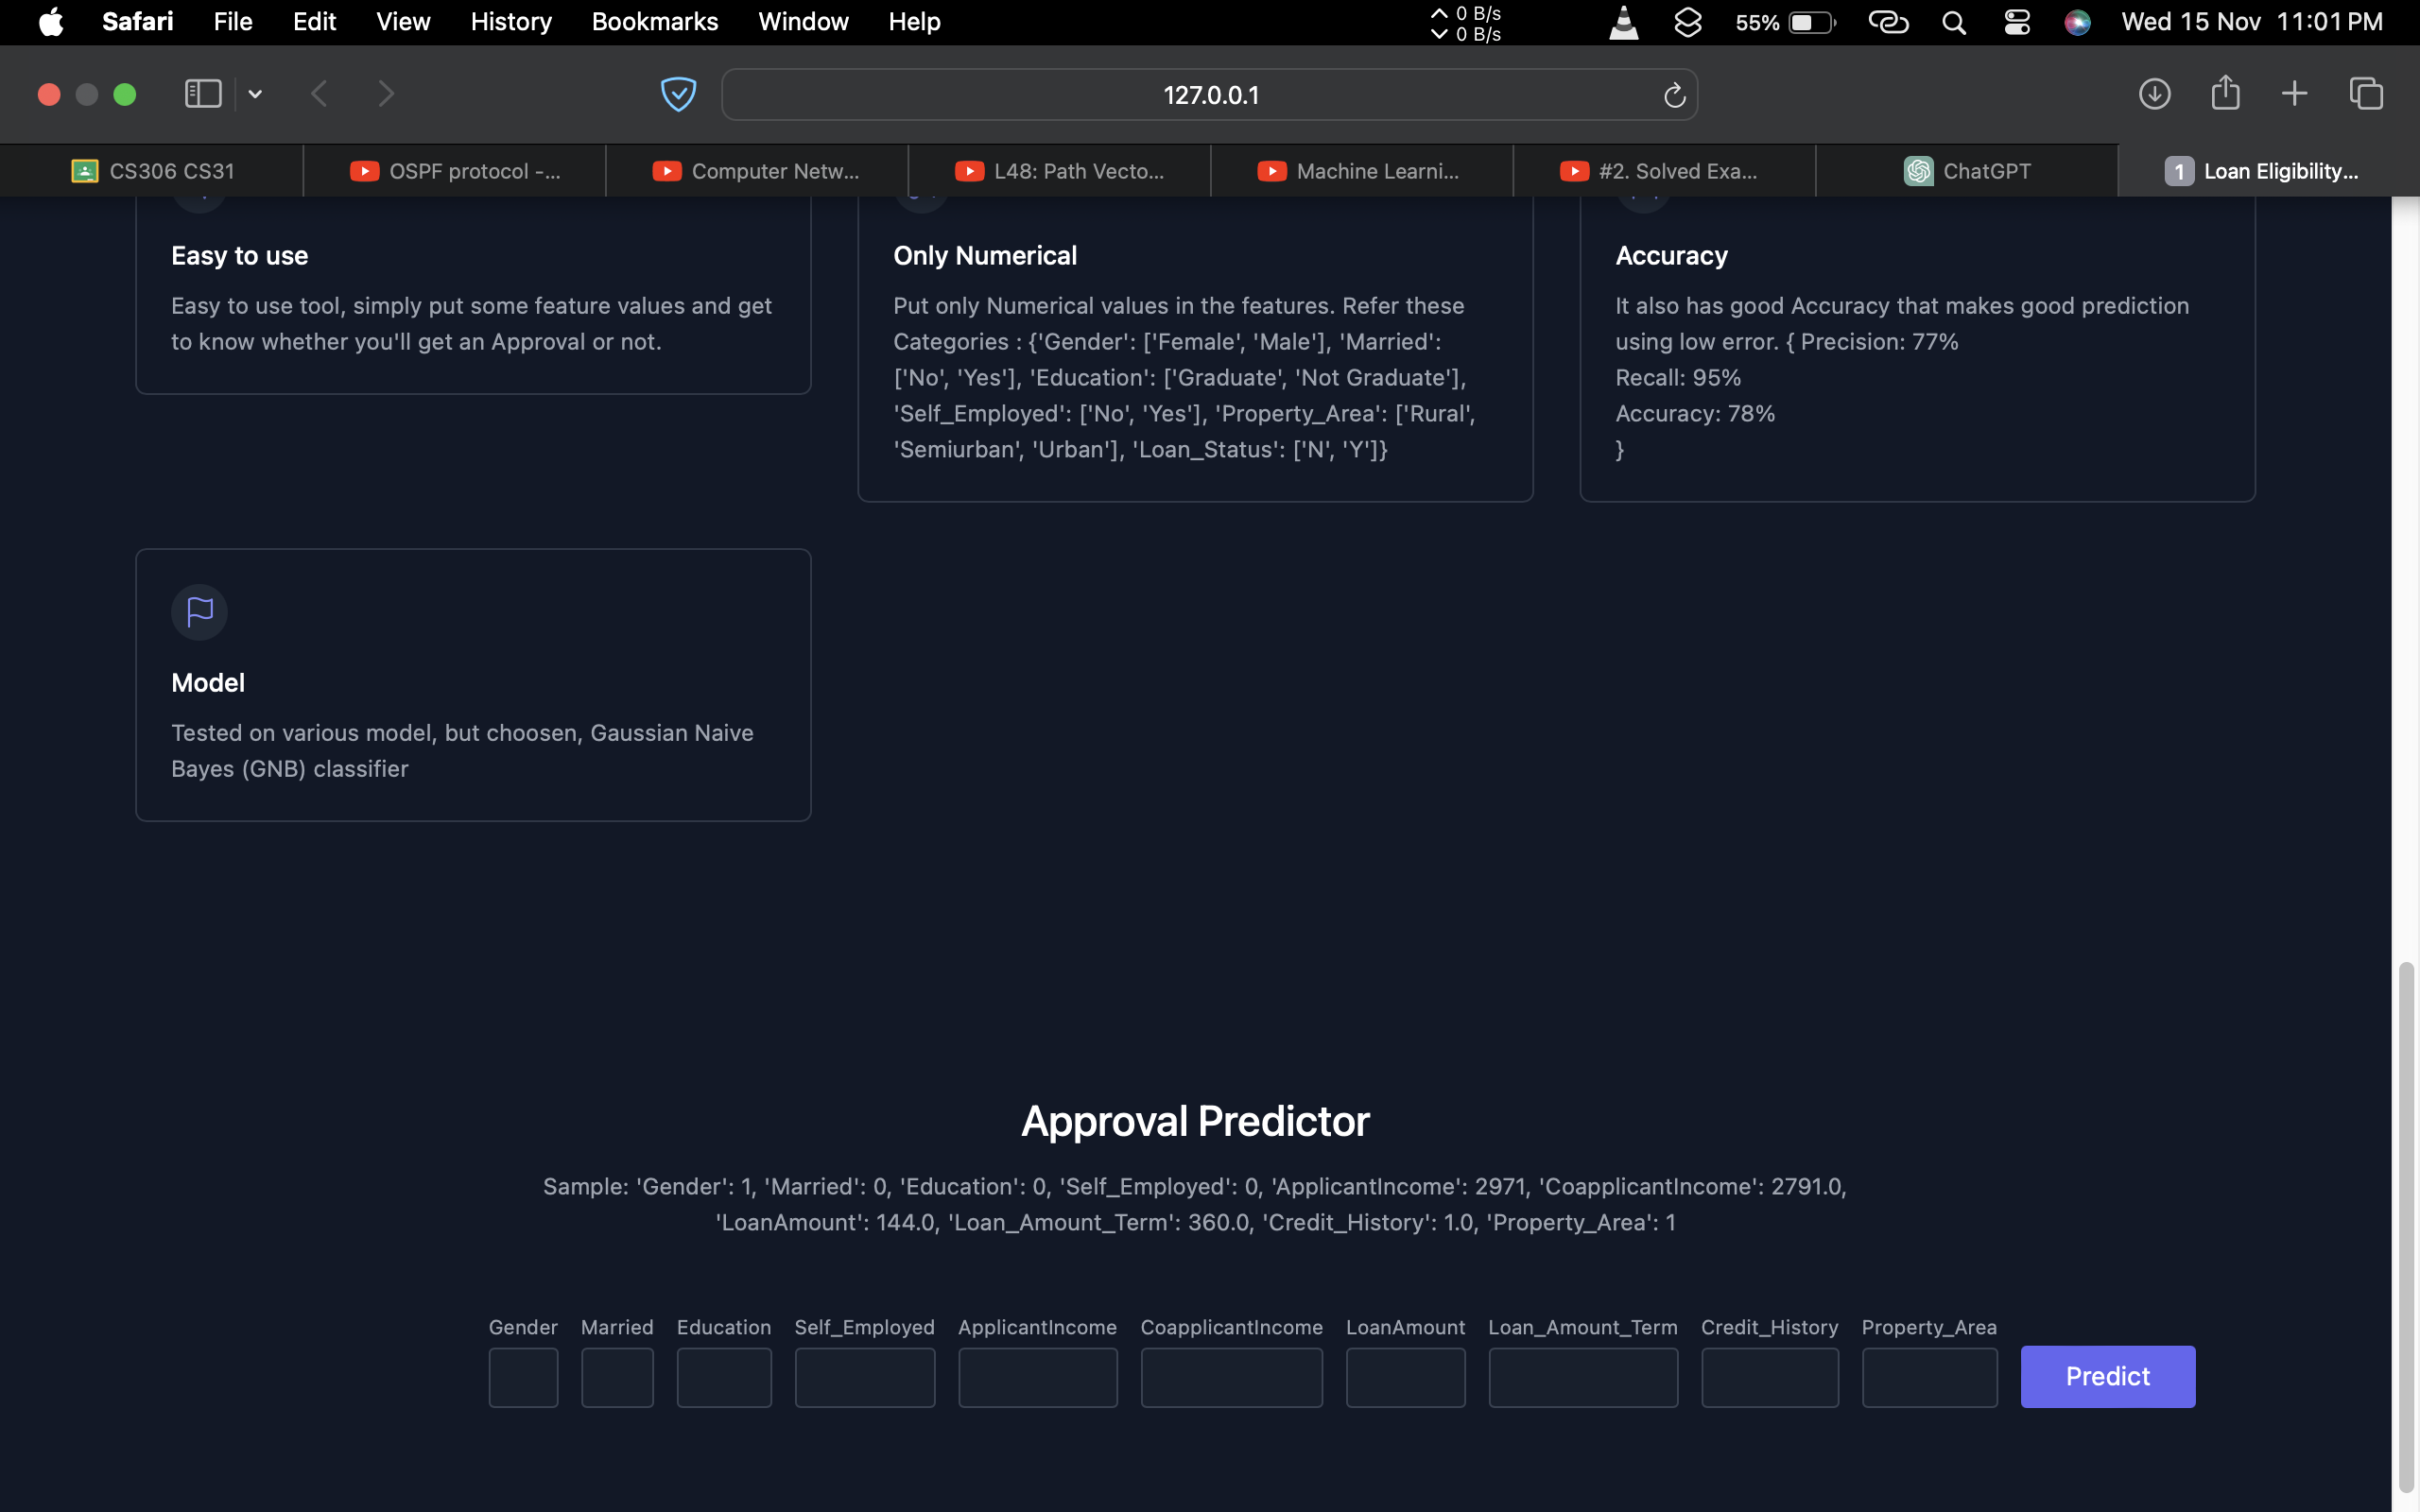 Safari File Edit View History Bookmarks Window Help 0 B/s 0 B/s 55% Wed 15 Nov 11:01 PM
127.0.0.1
CS306 CS31 OSPF protocol -... Computer Netw... L48: Path Vecto... Machine Learni... #2. Solved Exa... ChatGPT 1 Loan Eligibility...
Easy to use
Easy to use tool, simply put some feature values and get
to know whether you'll get an Approval or not.
Only Numerical
Put only Numerical values in the features. Refer these
Categories : {'Gender': ['Female', 'Male'], 'Married':
['No', 'Yes'], 'Education': ['Graduate', 'Not Graduate'],
'Self_Employed': ['No', 'Yes'], 'Property_Area': ['Rural',
'Semiurban', 'Urban'], 'Loan_Status': ['N', 'Y']}
Accuracy
It also has good Accuracy that makes good prediction
using low error. { Precision: 77%
Recall: 95%
Accuracy: 78%
}
Model
Tested on various model, but choosen, Gaussian Naive
Bayes (GNB) classifier
Approval Predictor
Sample: 'Gender': 1, 'Married': 0, 'Education': 0, 'Self_Employed': 0, 'ApplicantIncome': 2971, 'CoapplicantIncome': 2791.0,
'LoanAmount': 144.0, 'Loan_Amount_Term': 360.0, 'Credit_History': 1.0, 'Property_Area': 1
Gender Married Education Self_Employed ApplicantIncome CoapplicantIncome LoanAmount Loan_Amount_Term Credit_History Property_Area
Predict